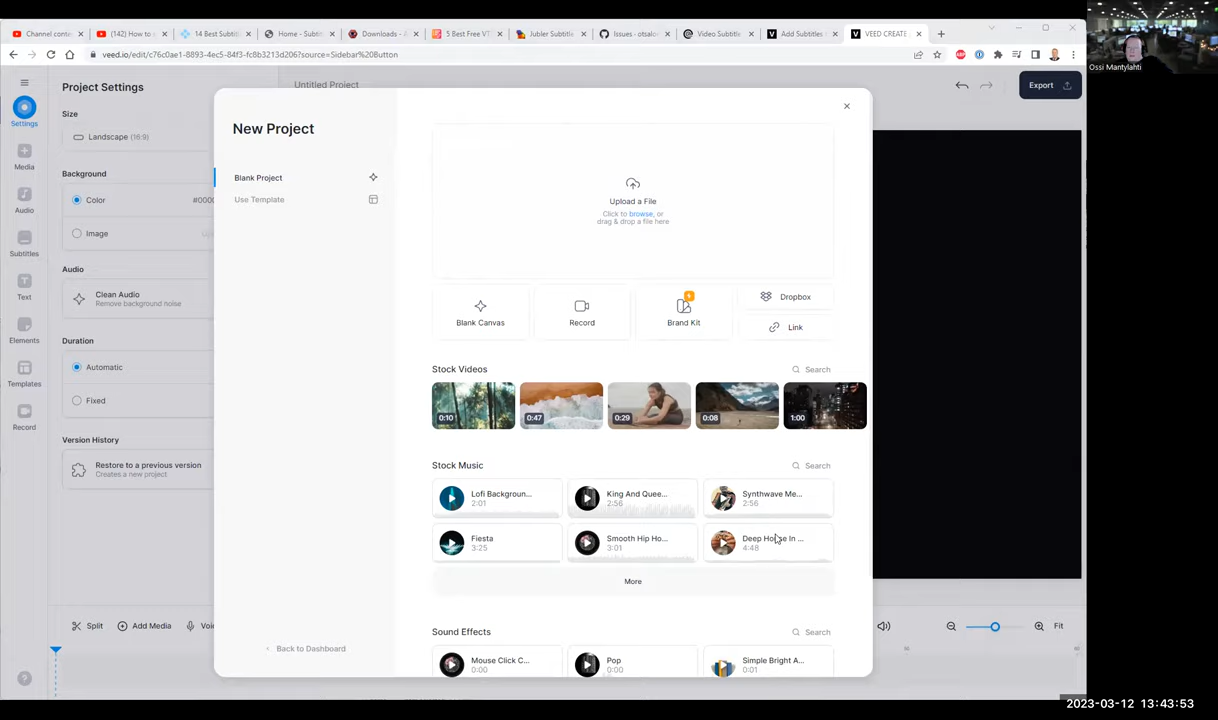 Channel conte
(142) How to
14 Best Subtit
Home - Subtit
Downloads - A
5 Best Free VT
Jubler Subtitle
Issues · otsalo
Video Subtitle
Add Subtitles
VEED CREATE
veed.io/edit/c76c0ae1-8893-4ec5-84f3-fc8b3213d206?source=Sidebar%20Button
Ossi Mantylahti
Project Settings
Untitled Project
Export
Settings
Media
Audio
Subtitles
Text
Elements
Templates
Record
Size
Landscape (16:9)
Background
Color
#000
Image
Audio
Clean Audio
Remove background noise
Duration
Automatic
Fixed
Version History
Restore to a previous version
Creates a new project
New Project
Blank Project
Use Template
Back to Dashboard
Upload a File
Click to browse, or
drag & drop a file here
Blank Canvas
Record
Brand Kit
Dropbox
Link
Stock Videos
Search
0:10
0:47
0:29
0:08
1:00
Stock Music
Search
Lofi Backgroun...
2:01
King And Quee...
2:56
Synthwave Me...
2:56
Fiesta
3:25
Smooth Hip Ho...
3:01
Deep House In ...
4:48
More
Sound Effects
Search
Mouse Click C...
0:00
Pop
0:00
Simple Bright A...
0:01
Split
Add Media
Voic
Fit
2023-03-12 13:43:53